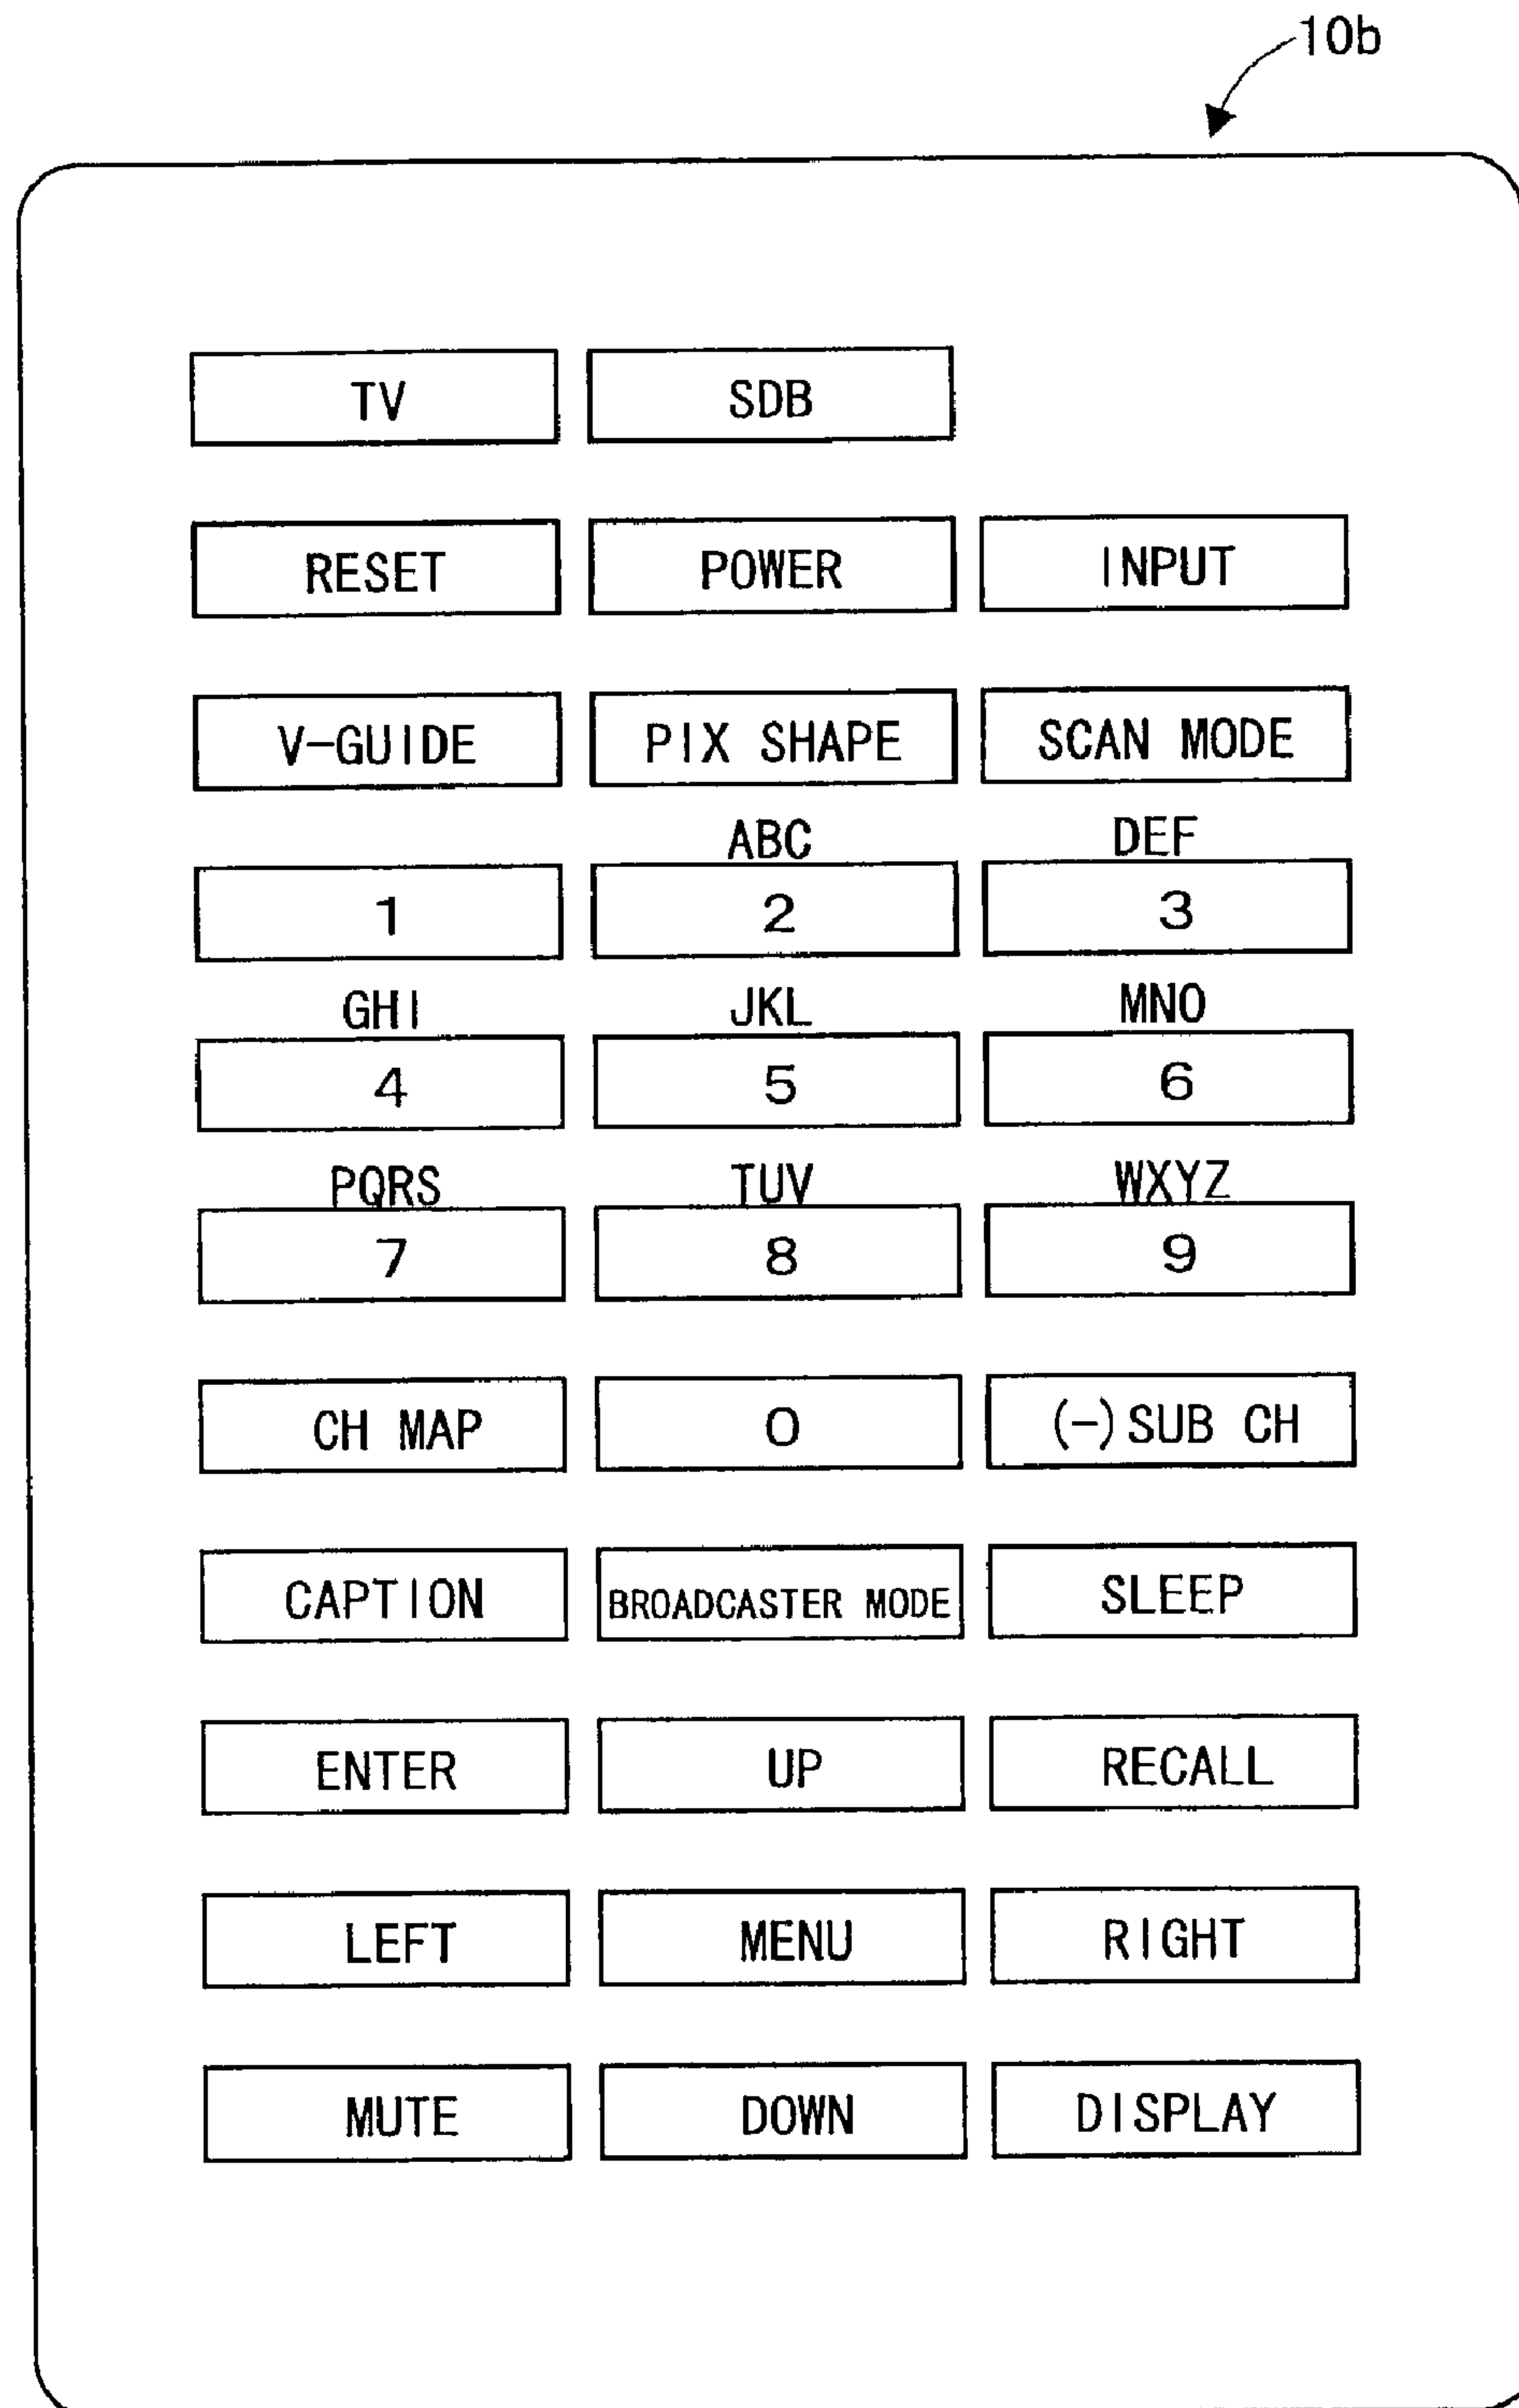 10b
TV SDB
RESET POWER INPUT
V-GUIDE PIX SHAPE SCAN MODE
ABC DEF
1 2 3
GHI JKL MNO
4 5 6
PQRS TUV WXYZ
7 8 9
CH MAP 0 (-)SUB CH
CAPTION BROADCASTER MODE SLEEP
ENTER UP RECALL
LEFT MENU RIGHT
MUTE DOWN DISPLAY